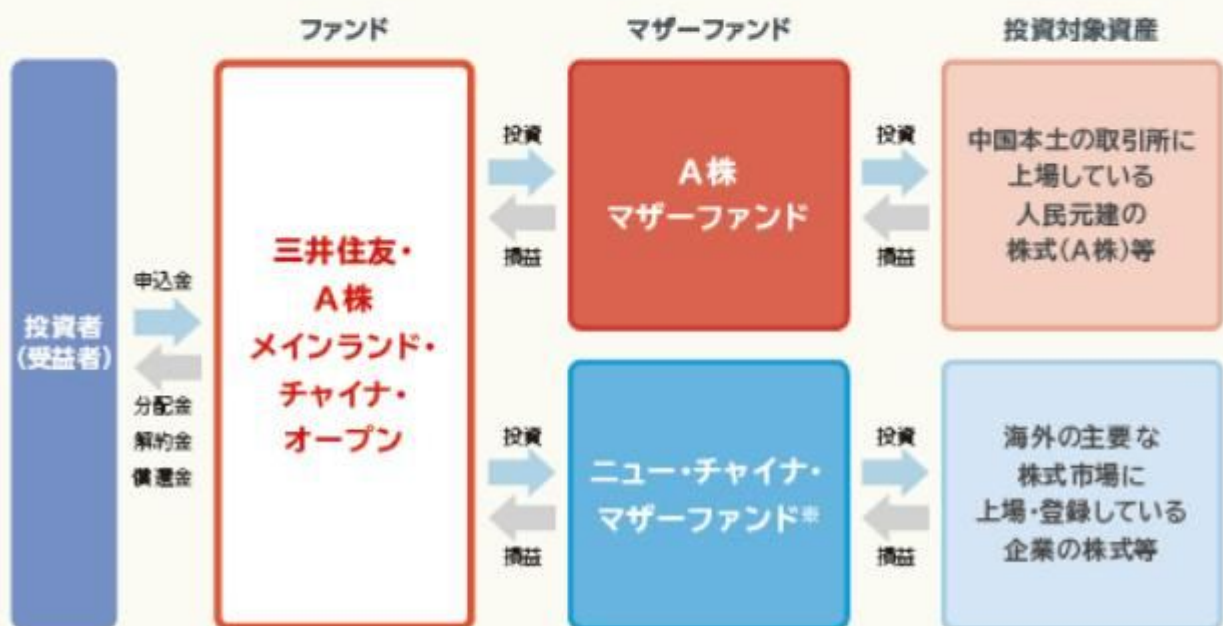 ファンド
マザーファンド
投資対象資産
投資者
(受益者)
申込金
分配金
解約金
償還金
三井住友・
A株
メインランド・
チャイナ・
オープン
投資
損益
A株
マザーファンド
投資
損益
中国本土の取引所に
上場している
人民元建の
株式(A株)等
投資
損益
ニュー・チャイナ・
マザーファンド※
投資
損益
海外の主要な
株式市場に
上場・登録している
企業の株式等